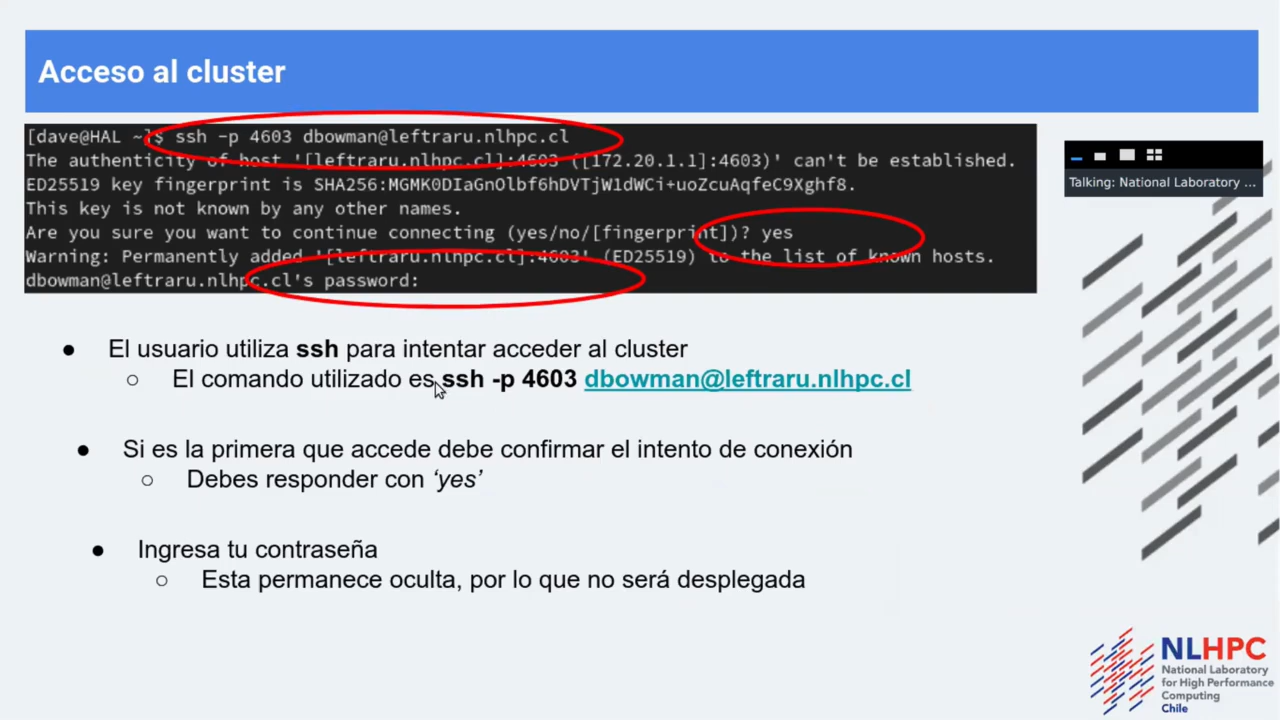 Acceso al cluster
[dave@HAL ~]$ ssh -p 4603 dbowman@leftraru.nlhpc.cl
The authenticity of host '[leftraru.nlhpc.cl]:4603 ([172.20.1.1]:4603)' can't be established.
ED25519 key fingerprint is SHA256:MGMK0DIaGnOlbf6hDVTjW1dWCi+uoZcuAqfeC9Xghf8.
This key is not known by any other names.
Are you sure you want to continue connecting (yes/no/[fingerprint])? yes
Warning: Permanently added '[leftraru.nlhpc.cl]:4603' (ED25519) to the list of known hosts.
dbowman@leftraru.nlhpc.cl's password:
Talking: National Laboratory ...
● El usuario utiliza ssh para intentar acceder al cluster
○ El comando utilizado es ssh -p 4603 dbowman@leftraru.nlhpc.cl
● Si es la primera que accede debe confirmar el intento de conexión
○ Debes responder con ‘yes’
● Ingresa tu contraseña
○ Esta permanece oculta, por lo que no será desplegada
NLHPC
National Laboratory
for High Performance
Computing
Chile